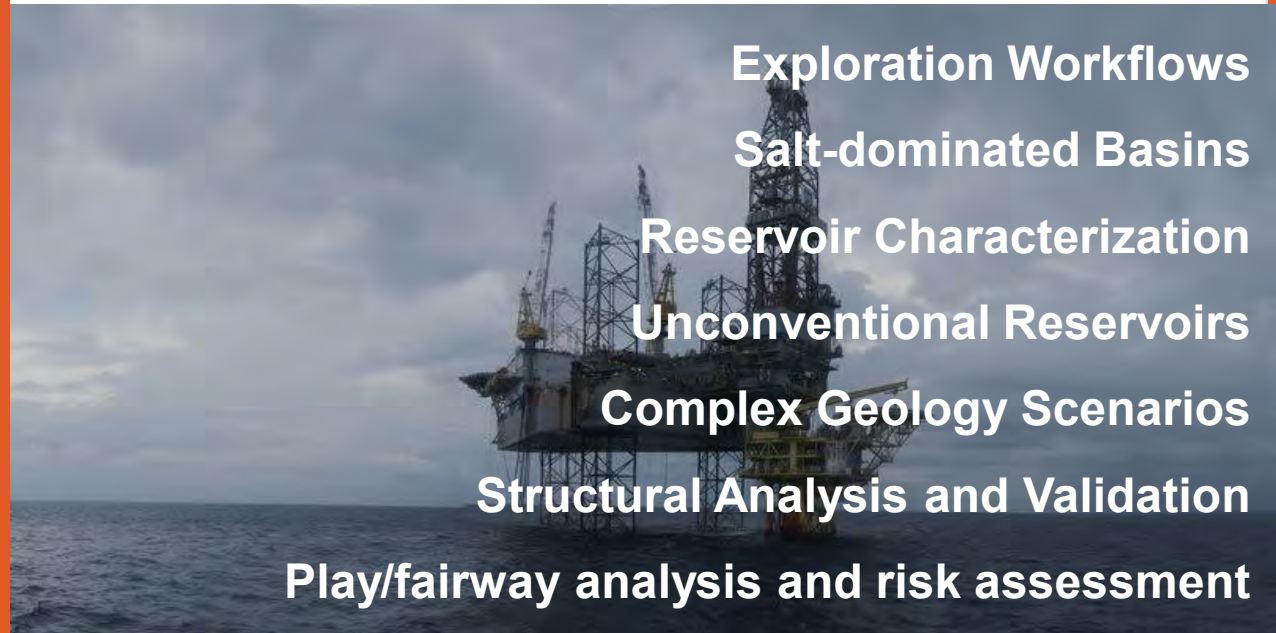 Exploration Workflows
Salt-dominated Basins
Reservoir Characterization
Unconventional Reservoirs
Complex Geology Scenarios
Structural Analysis and Validation
Play/fairway analysis and risk assessment